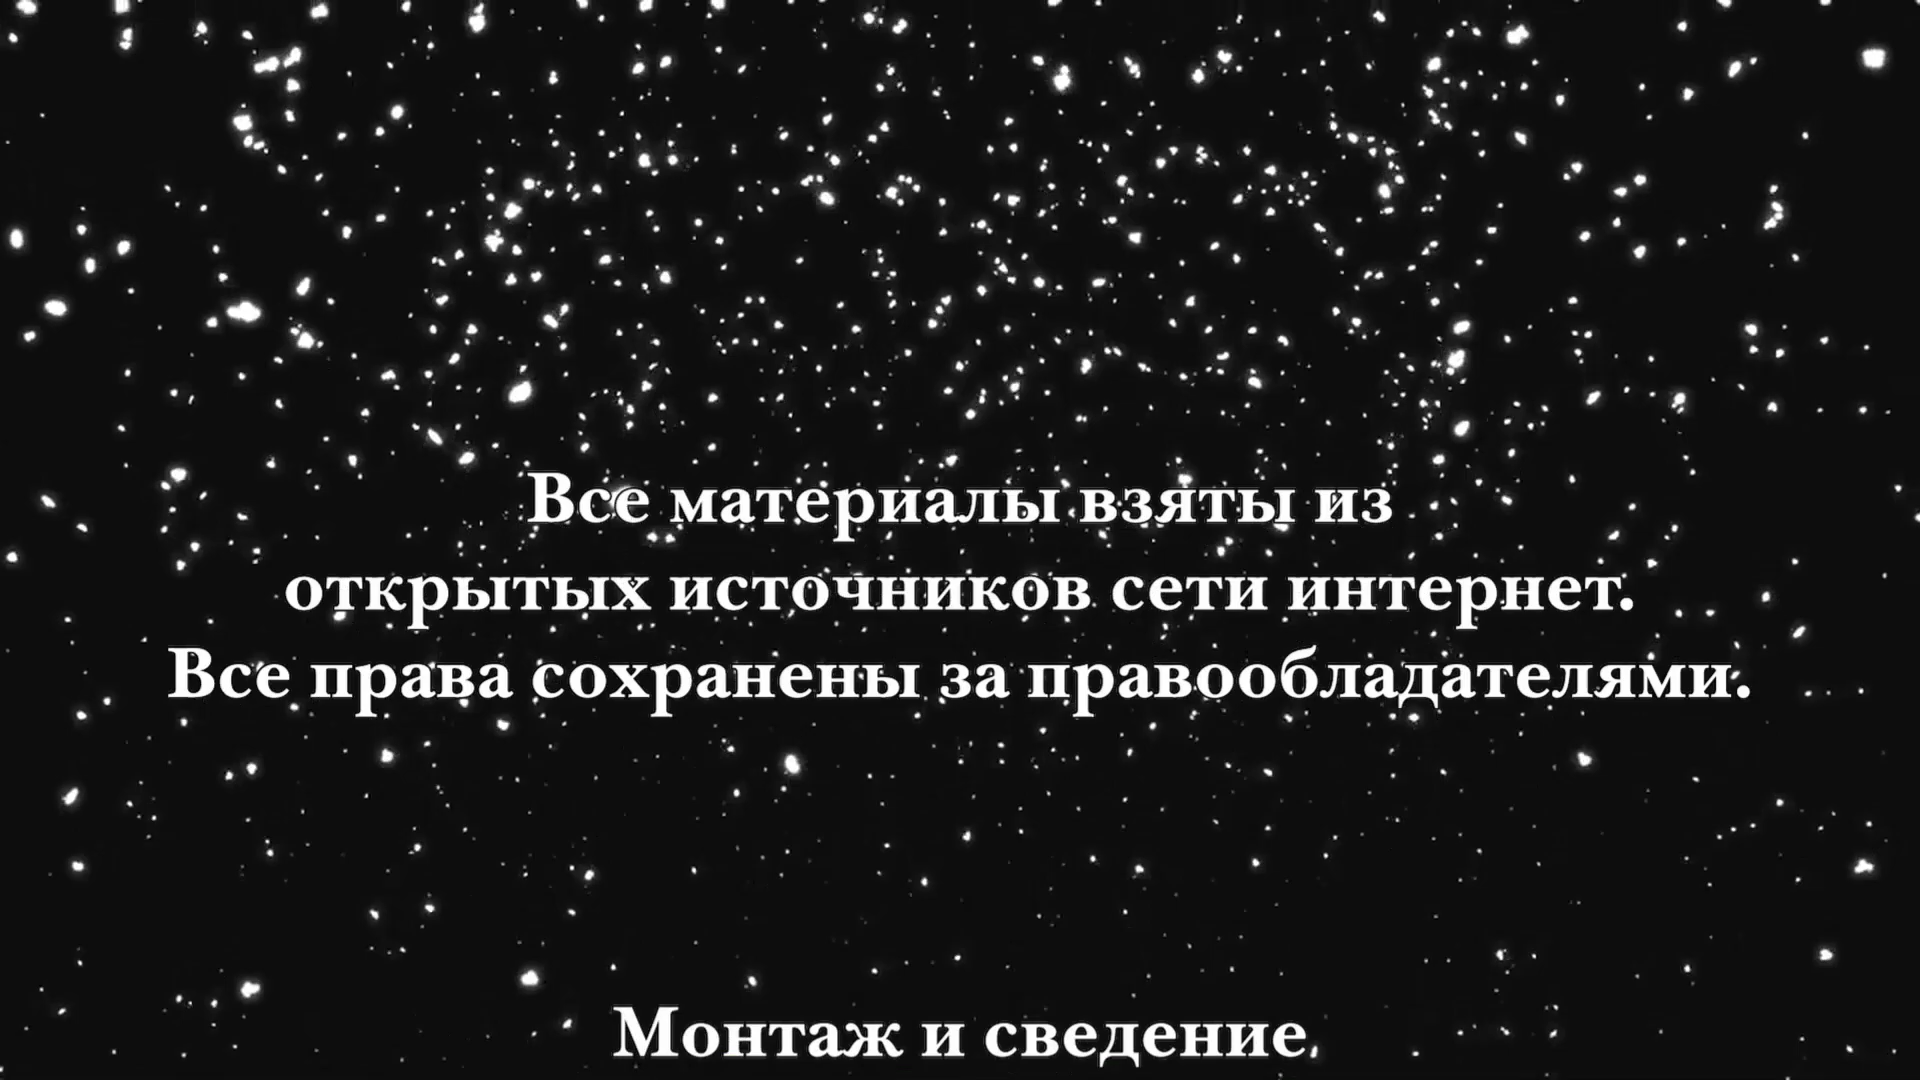 Все материалы взяты из
открытых источников сети интернет.
Все права сохранены за правообладателями.
Монтаж и сведение